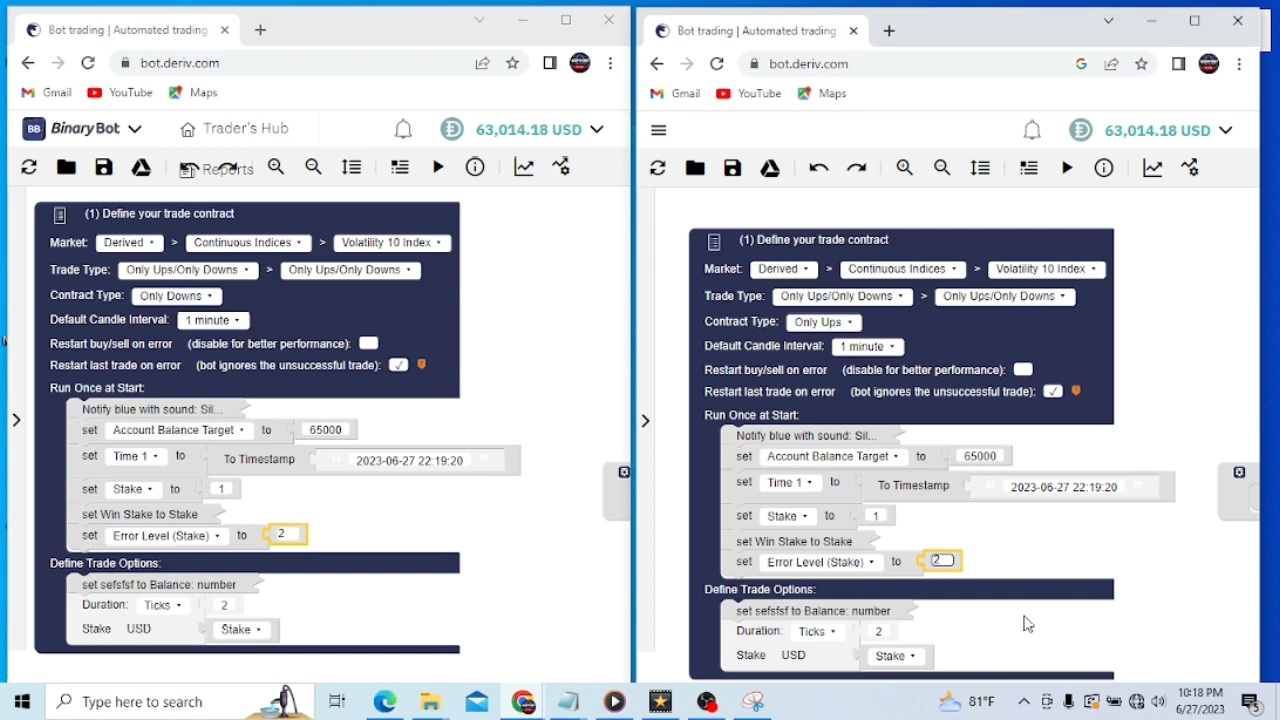 Bot trading | Automated trading
bot.deriv.com
Gmail YouTube Maps
BB BinaryBot Trader's Hub 63,014.18 USD
Reports
(1) Define your trade contract
Market: Derived > Continuous Indices > Volatility 10 Index
Trade Type: Only Ups/Only Downs > Only Ups/Only Downs
Contract Type: Only Downs
Default Candle Interval: 1 minute
Restart buy/sell on error (disable for better performance):
Restart last trade on error (bot ignores the unsuccessful trade):
Run Once at Start:
Notify blue with sound: Sil...
set Account Balance Target to 65000
set Time 1 to To Timestamp 2023-06-27 22:19:20
set Stake to 1
set Win Stake to Stake
set Error Level (Stake) to 2
Define Trade Options:
set sefsfsf to Balance: number
Duration: Ticks 2
Stake USD Stake
Bot trading | Automated trading
bot.deriv.com
Gmail YouTube Maps
63,014.18 USD
(1) Define your trade contract
Market: Derived > Continuous Indices > Volatility 10 Index
Trade Type: Only Ups/Only Downs > Only Ups/Only Downs
Contract Type: Only Ups
Default Candle Interval: 1 minute
Restart buy/sell on error (disable for better performance):
Restart last trade on error (bot ignores the unsuccessful trade):
Run Once at Start:
Notify blue with sound: Sil...
set Account Balance Target to 65000
set Time 1 to To Timestamp 2023-06-27 22:19:20
set Stake to 1
set Win Stake to Stake
set Error Level (Stake) to 2
Define Trade Options:
set sefsfsf to Balance: number
Duration: Ticks 2
Stake USD Stake
Type here to search
81°F
10:18 PM
6/27/2023
5